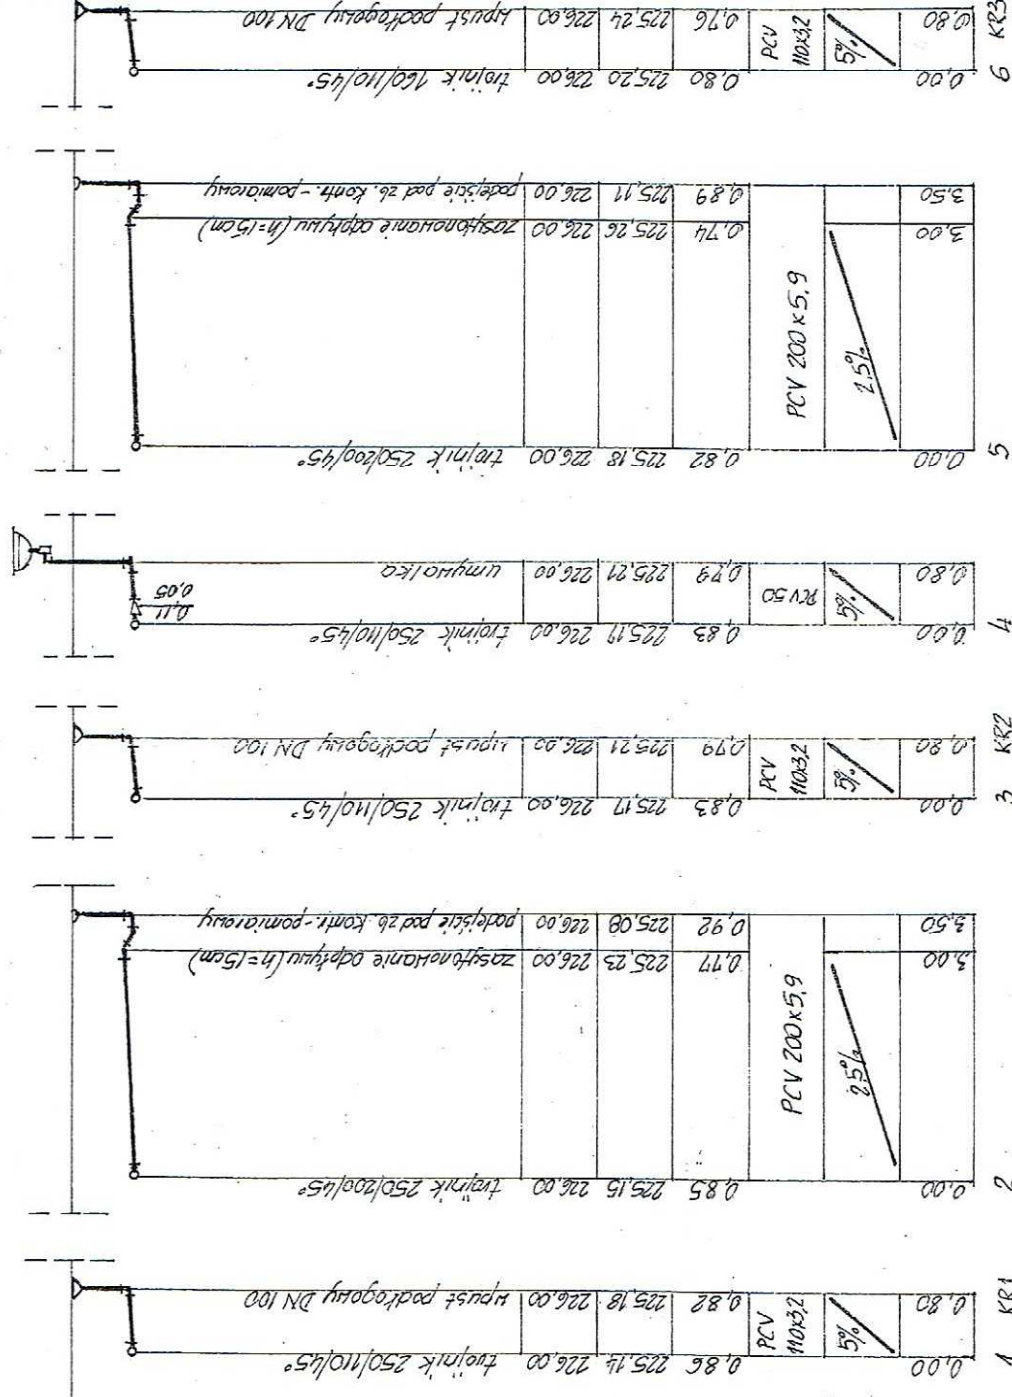 trójnik 160/110/45° 226,00 225,20 0,80 0,00
wpust podłogowy DN 100 226,00 225,24 0,76 0,80
PCV
110x3,2
5%
6 KR3
trójnik 250/200/45° 226,00 225,18 0,82 0,00
zasyfonowanie odpływu (h=15cm) 226,00 225,26 0,74 3,00
podejście pod zb. kontr.-pomiarowy 226,00 225,11 0,89 3,50
PCV 200x5,9
2,5%
5
trójnik 250/110/45° 226,00 225,17 0,83 0,00
umywalka 226,00 225,21 0,79 0,80
0,11
0,05
PCV 50
5%
4
trójnik 250/110/45° 226,00 225,17 0,83 0,00
wpust podłogowy DN 100 226,00 225,21 0,79 0,80
PCV
110x3,2
5%
3 KR2
trójnik 250/200/45° 226,00 225,15 0,85 0,00
zasyfonowanie odpływu (h=15cm) 226,00 225,23 0,77 3,00
podejście pod zb. kontr.-pomiarowy 226,00 225,08 0,92 3,50
PCV 200x5,9
2,5%
2
trójnik 250/110/45° 226,00 225,14 0,86 0,00
wpust podłogowy DN 100 226,00 225,18 0,82 0,80
PCV
110x3,2
5%
1 KR1